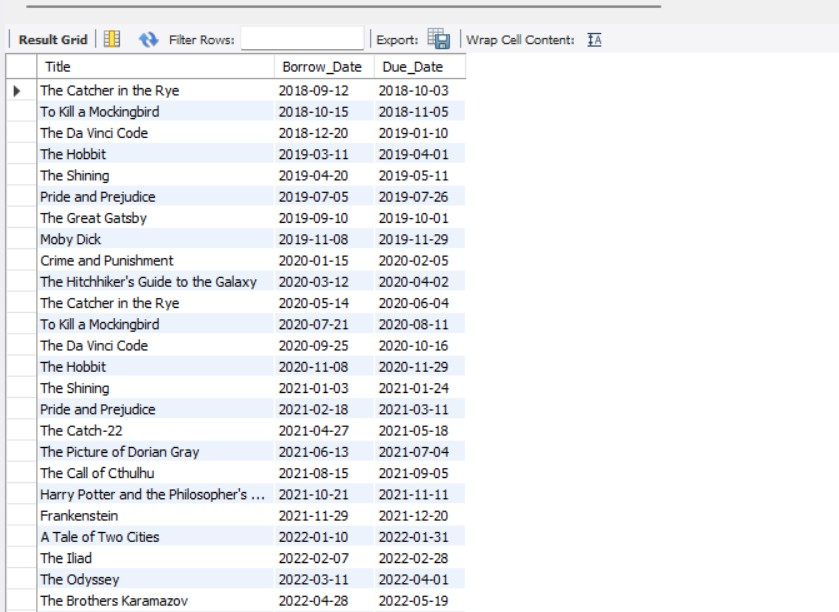 Result Grid Filter Rows: Export: Wrap Cell Content:
Title Borrow_Date Due_Date
The Catcher in the Rye 2018-09-12 2018-10-03
To Kill a Mockingbird 2018-10-15 2018-11-05
The Da Vinci Code 2018-12-20 2019-01-10
The Hobbit 2019-03-11 2019-04-01
The Shining 2019-04-20 2019-05-11
Pride and Prejudice 2019-07-05 2019-07-26
The Great Gatsby 2019-09-10 2019-10-01
Moby Dick 2019-11-08 2019-11-29
Crime and Punishment 2020-01-15 2020-02-05
The Hitchhiker's Guide to the Galaxy 2020-03-12 2020-04-02
The Catcher in the Rye 2020-05-14 2020-06-04
To Kill a Mockingbird 2020-07-21 2020-08-11
The Da Vinci Code 2020-09-25 2020-10-16
The Hobbit 2020-11-08 2020-11-29
The Shining 2021-01-03 2021-01-24
Pride and Prejudice 2021-02-18 2021-03-11
The Catch-22 2021-04-27 2021-05-18
The Picture of Dorian Gray 2021-06-13 2021-07-04
The Call of Cthulhu 2021-08-15 2021-09-05
Harry Potter and the Philosopher's ... 2021-10-21 2021-11-11
Frankenstein 2021-11-29 2021-12-20
A Tale of Two Cities 2022-01-10 2022-01-31
The Iliad 2022-02-07 2022-02-28
The Odyssey 2022-03-11 2022-04-01
The Brothers Karamazov 2022-04-28 2022-05-19